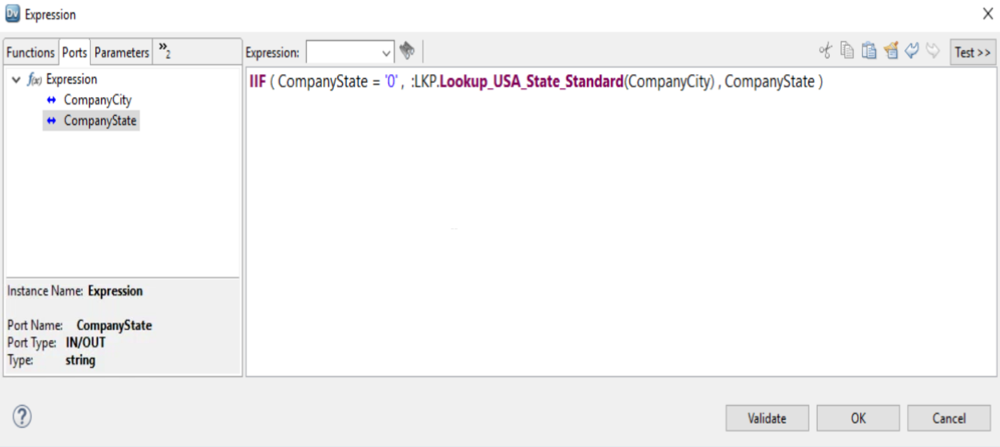 Dv Expression
Functions Ports Parameters »2
Expression:
Test >>
f(x) Expression
CompanyCity
CompanyState
IIF ( CompanyState = '0' , :LKP.Lookup_USA_State_Standard(CompanyCity) , CompanyState )
Instance Name: Expression
Port Name: CompanyState
Port Type: IN/OUT
Type: string
?
Validate OK Cancel